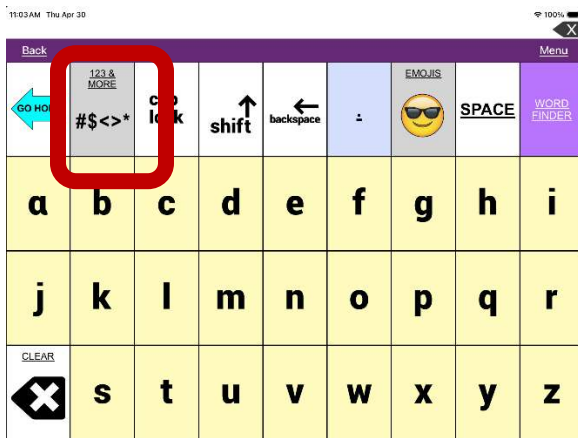 11:03 AM Thu Apr 30
100%
X
Back
Menu
GO HO
123 &
MORE
#$<>*
lock
shift
backspace
.
EMOJIS
SPACE
WORD
FINDER
a b c d e f g h i
j k l m n o p q r
CLEAR
s t u v w x y z